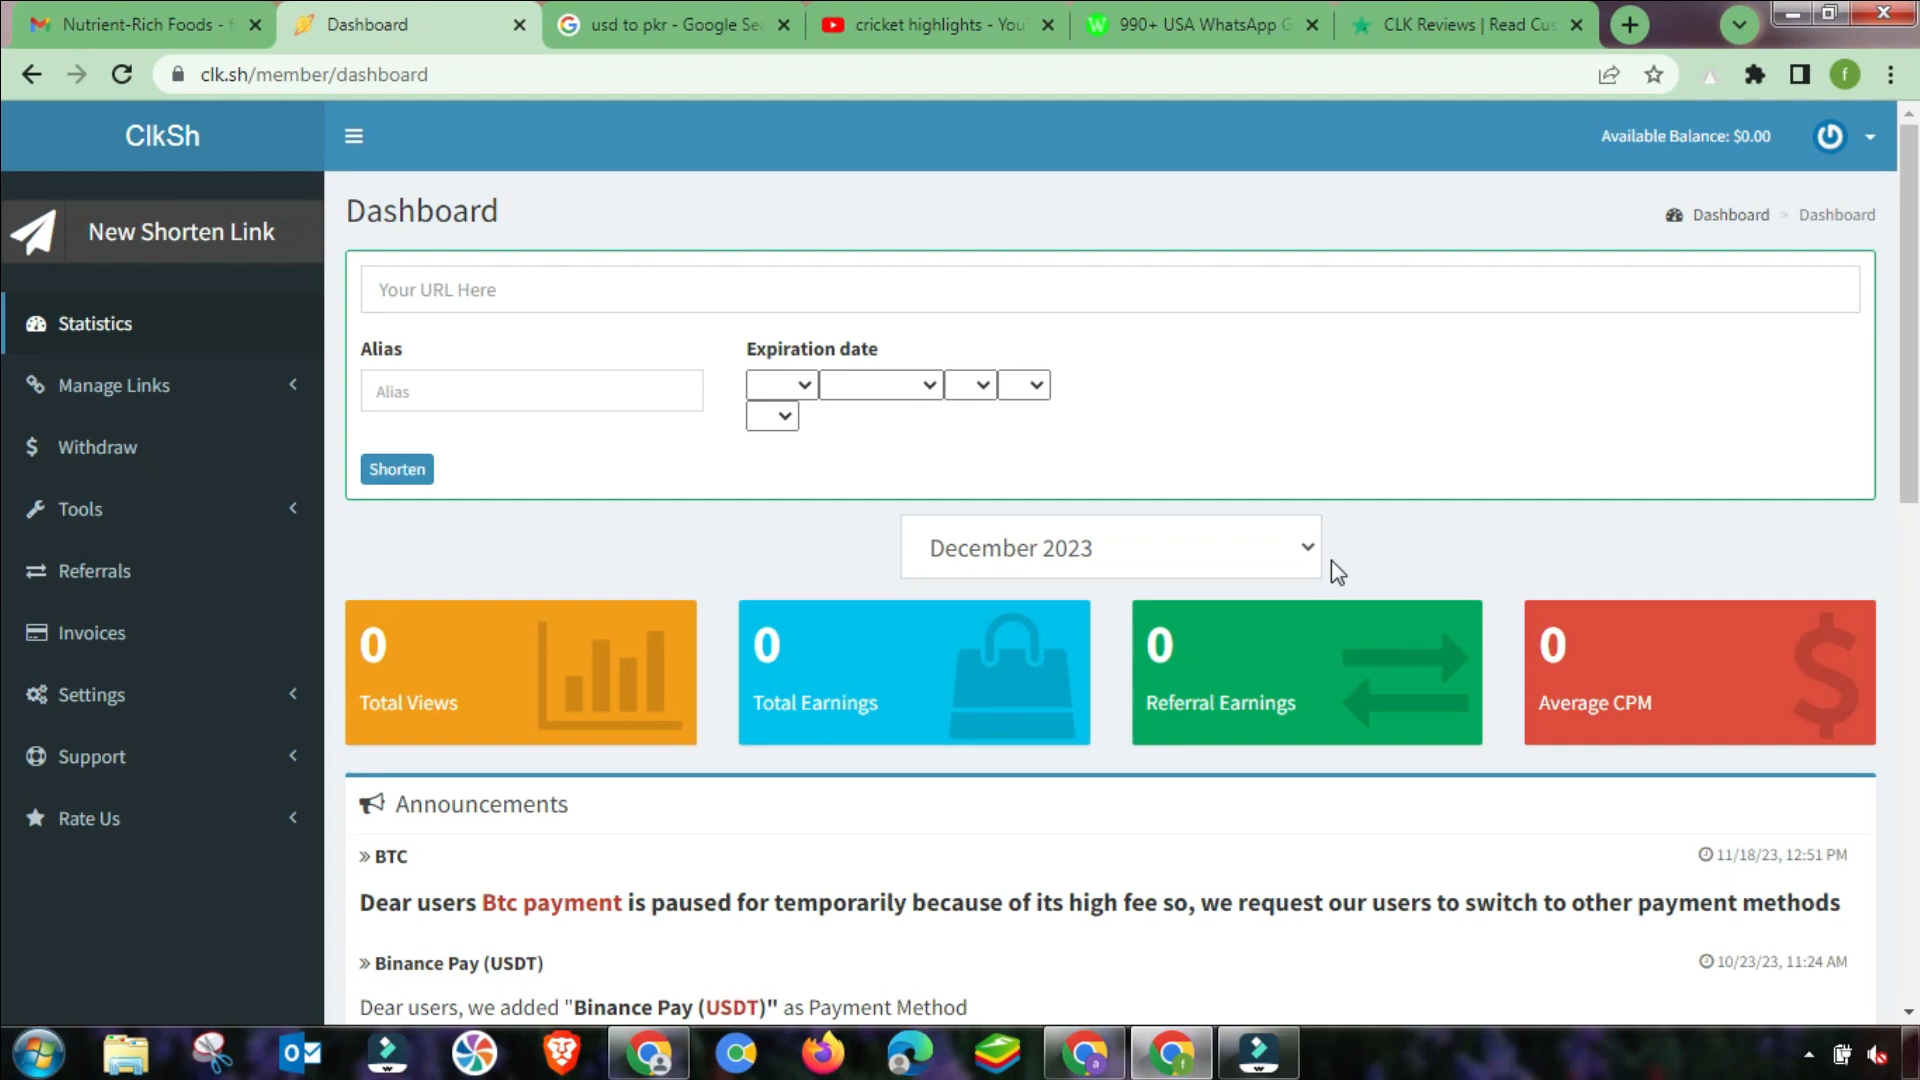 Nutrient-Rich Foods - f
Dashboard
usd to pkr - Google Sea
cricket highlights - YouT
990+ USA WhatsApp G
CLK Reviews | Read Cus
clk.sh/member/dashboard
f
ClkSh
Available Balance: $0.00
New Shorten Link
Dashboard
Dashboard > Dashboard
Your URL Here
Statistics
Alias
Expiration date
Manage Links
Alias
Withdraw
Shorten
Tools
December 2023
Referrals
Invoices
0
Total Views
0
Total Earnings
0
Referral Earnings
0
Average CPM
Settings
Support
Rate Us
Announcements
» BTC
11/18/23, 12:51 PM
Dear users Btc payment is paused for temporarily because of its high fee so, we request our users to switch to other payment methods
» Binance Pay (USDT)
10/23/23, 11:24 AM
Dear users, we added "Binance Pay (USDT)" as Payment Method